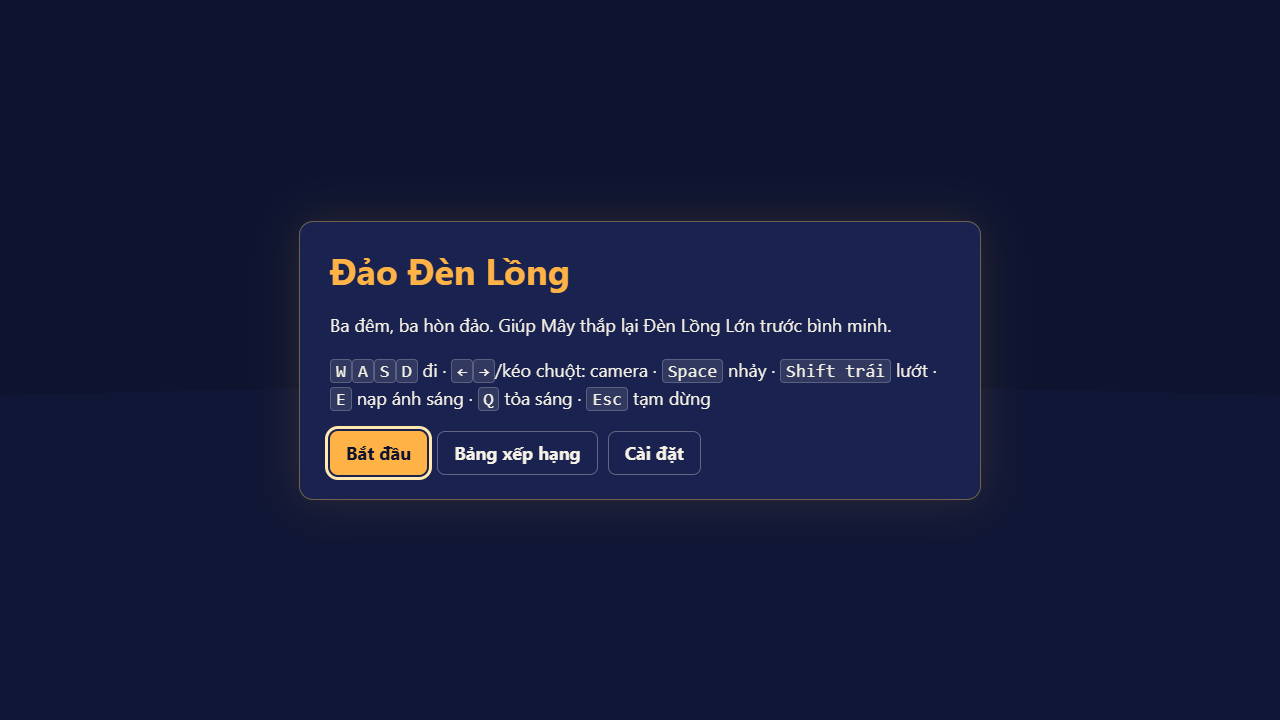 Đảo Đèn Lồng
Ba đêm, ba hòn đảo. Giúp Mây thắp lại Đèn Lồng Lớn trước bình minh.
W A S D đi · ← →/kéo chuột: camera · Space nhảy · Shift trái lướt ·
E nạp ánh sáng · Q tỏa sáng · Esc tạm dừng
Bắt đầu Bảng xếp hạng Cài đặt